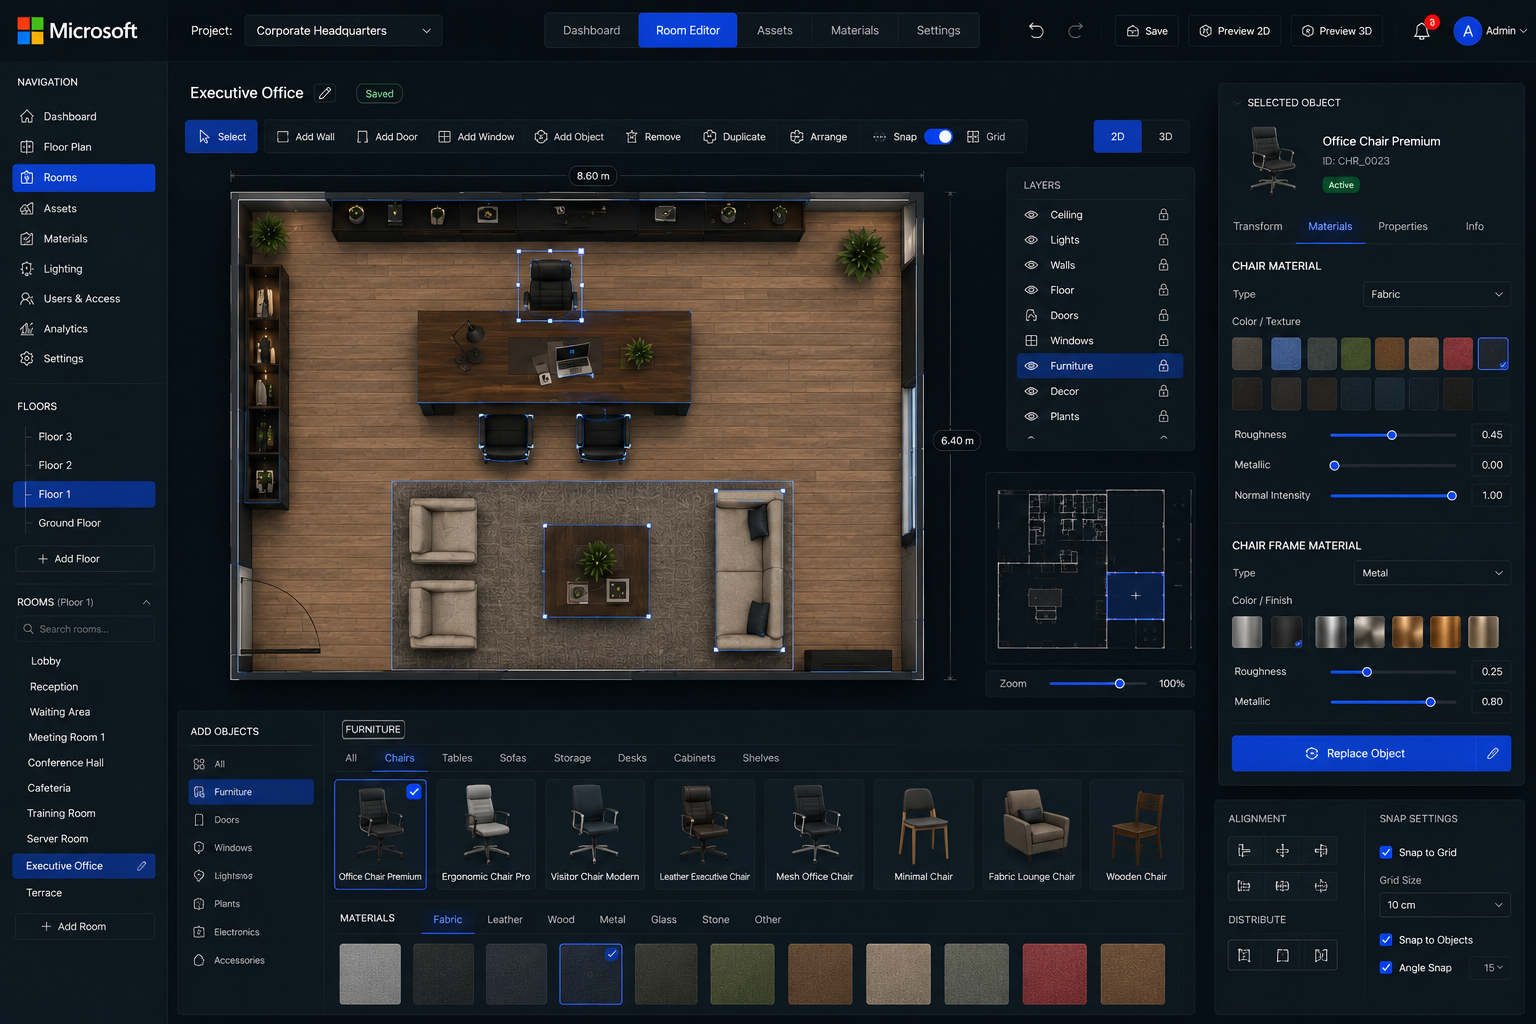 Microsoft
Project:
Corporate Headquarters
Dashboard
Room Editor
Assets
Materials
Settings
Save
Preview 2D
Preview 3D
8
A
Admin
NAVIGATION
Dashboard
Floor Plan
Rooms
Assets
Materials
Lighting
Users & Access
Analytics
Settings
FLOORS
Floor 3
Floor 2
Floor 1
Ground Floor
+ Add Floor
ROOMS (Floor 1)
Search rooms...
Lobby
Reception
Waiting Area
Meeting Room 1
Conference Hall
Cafeteria
Training Room
Server Room
Executive Office
Terrace
+ Add Room
Executive Office
Saved
Select
Add Wall
Add Door
Add Window
Add Object
Remove
Duplicate
Arrange
Snap
Grid
2D
3D
8.60 m
6.40 m
LAYERS
Ceiling
Lights
Walls
Floor
Doors
Windows
Furniture
Decor
Plants
Zoom
100%
ADD OBJECTS
All
Furniture
Doors
Windows
Plants
Electronics
Accessories
FURNITURE
All
Chairs
Tables
Sofas
Storage
Desks
Cabinets
Shelves
Office Chair Premium
Ergonomic Chair Pro
Visitor Chair Modern
Leather Executive Chair
Mesh Office Chair
Minimal Chair
Fabric Lounge Chair
Wooden Chair
MATERIALS
Fabric
Leather
Wood
Metal
Glass
Stone
Other
SELECTED OBJECT
Office Chair Premium
ID: CHR_0023
Active
Transform
Materials
Properties
Info
CHAIR MATERIAL
Type
Fabric
Color / Texture
Roughness
0.45
Metallic
0.00
Normal Intensity
1.00
CHAIR FRAME MATERIAL
Type
Metal
Color / Finish
Roughness
0.25
Metallic
0.80
Replace Object
ALIGNMENT
DISTRIBUTE
SNAP SETTINGS
Snap to Grid
Grid Size
10 cm
Snap to Objects
Angle Snap
15